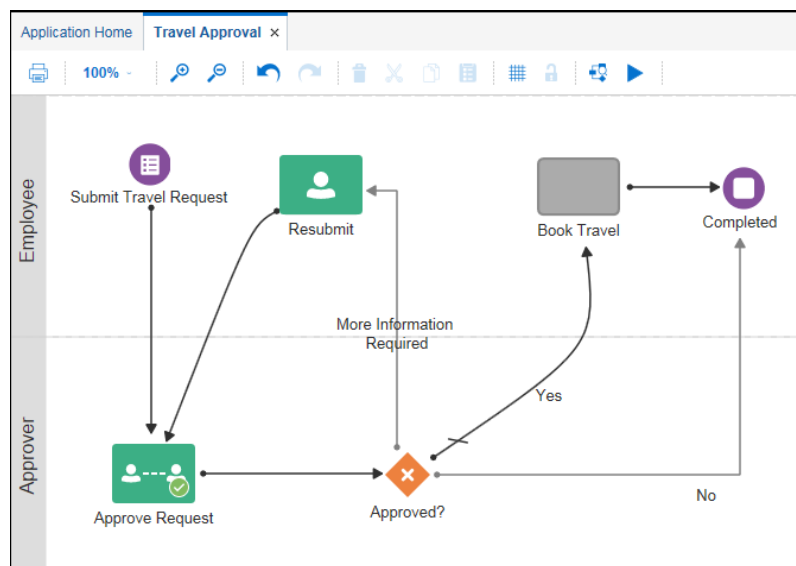 Application Home
Travel Approval ×
100%
Employee
Submit Travel Request
Resubmit
Book Travel
Completed
More Information
Required
Yes
Approver
Approve Request
Approved?
No